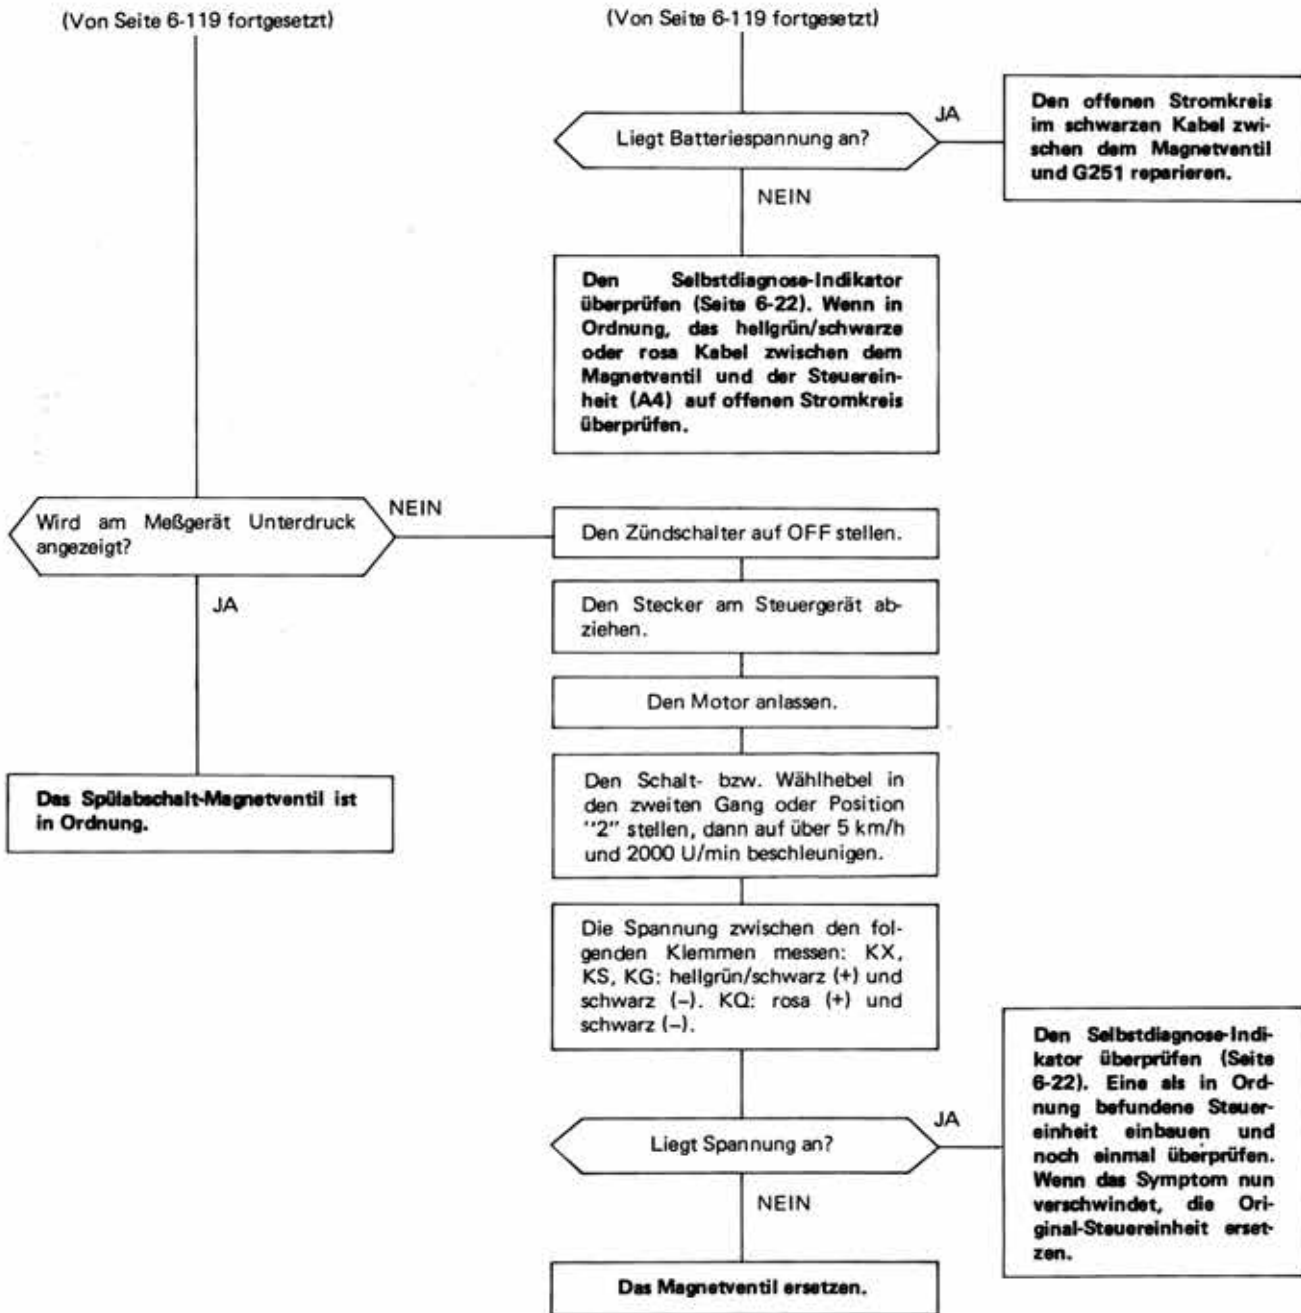 (Von Seite 6-119 fortgesetzt)
(Von Seite 6-119 fortgesetzt)
Liegt Batteriespannung an?
JA
Den offenen Stromkreis
im schwarzen Kabel zwi-
schen dem Magnetventil
und G251 reparieren.
NEIN
Den Selbstdiagnose-Indikator
überprüfen (Seite 6-22). Wenn in
Ordnung, das hellgrün/schwarze
oder rosa Kabel zwischen dem
Magnetventil und der Steuerein-
heit (A4) auf offenen Stromkreis
überprüfen.
Wird am Meßgerät Unterdruck
angezeigt?
NEIN
JA
Das Spülabschalt-Magnetventil ist
in Ordnung.
Den Zündschalter auf OFF stellen.
Den Stecker am Steuergerät ab-
ziehen.
Den Motor anlassen.
Den Schalt- bzw. Wählhebel in
den zweiten Gang oder Position
"2" stellen, dann auf über 5 km/h
und 2000 U/min beschleunigen.
Die Spannung zwischen den fol-
genden Klemmen messen: KX,
KS, KG: hellgrün/schwarz (+) und
schwarz (–). KQ: rosa (+) und
schwarz (–).
Liegt Spannung an?
JA
Den Selbstdiagnose-Indi-
kator überprüfen (Seite
6-22). Eine als in Ord-
nung befundene Steuer-
einheit einbauen und
noch einmal überprüfen.
Wenn das Symptom nun
verschwindet, die Ori-
ginal-Steuereinheit erset-
zen.
NEIN
Das Magnetventil ersetzen.